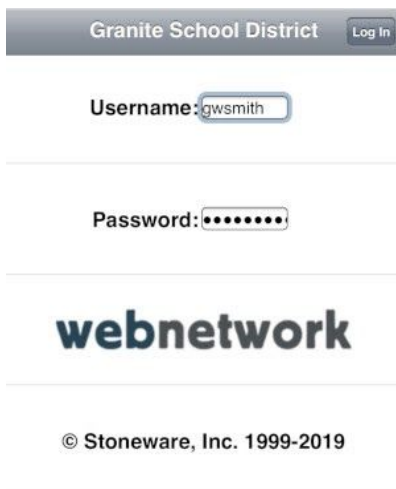 Granite School District Log In
Username: gwsmith
Password: ••••••••
webnetwork
© Stoneware, Inc. 1999-2019